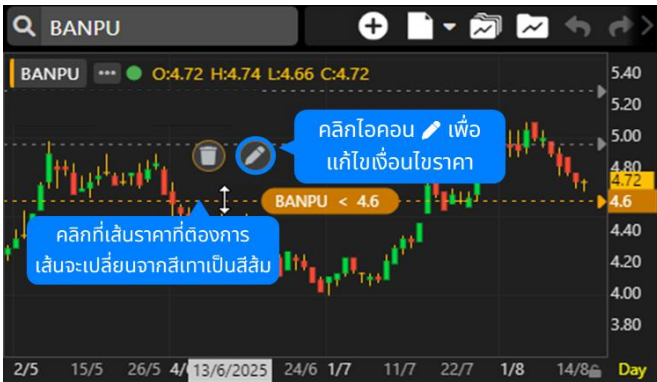 BANPU
BANPU ••• O:4.72 H:4.74 L:4.66 C:4.72
5.40
5.20
คลิกไอคอน เพื่อ
แก้ไขเงื่อนไขราคา
5.00
4.80
4.72
BANPU < 4.6
4.6
คลิกที่เส้นราคาที่ต้องการ
เส้นจะเปลี่ยนจากสีเทาเป็นสีส้ม
4.40
4.20
4.00
3.80
2/5 15/5 26/5 4/ 13/6/2025 24/6 1/7 11/7 22/7 1/8 14/8 Day